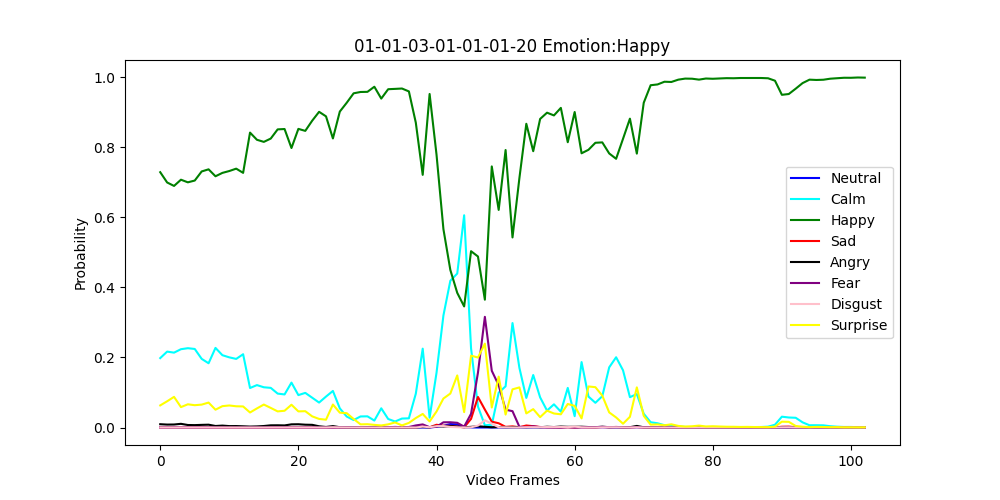 01-01-03-01-01-01-20 Emotion:Happy
1.0
0.8
0.6
0.4
0.2
0.0
Probability
0 20 40 60 80 100
Video Frames
Neutral
Calm
Happy
Sad
Angry
Fear
Disgust
Surprise